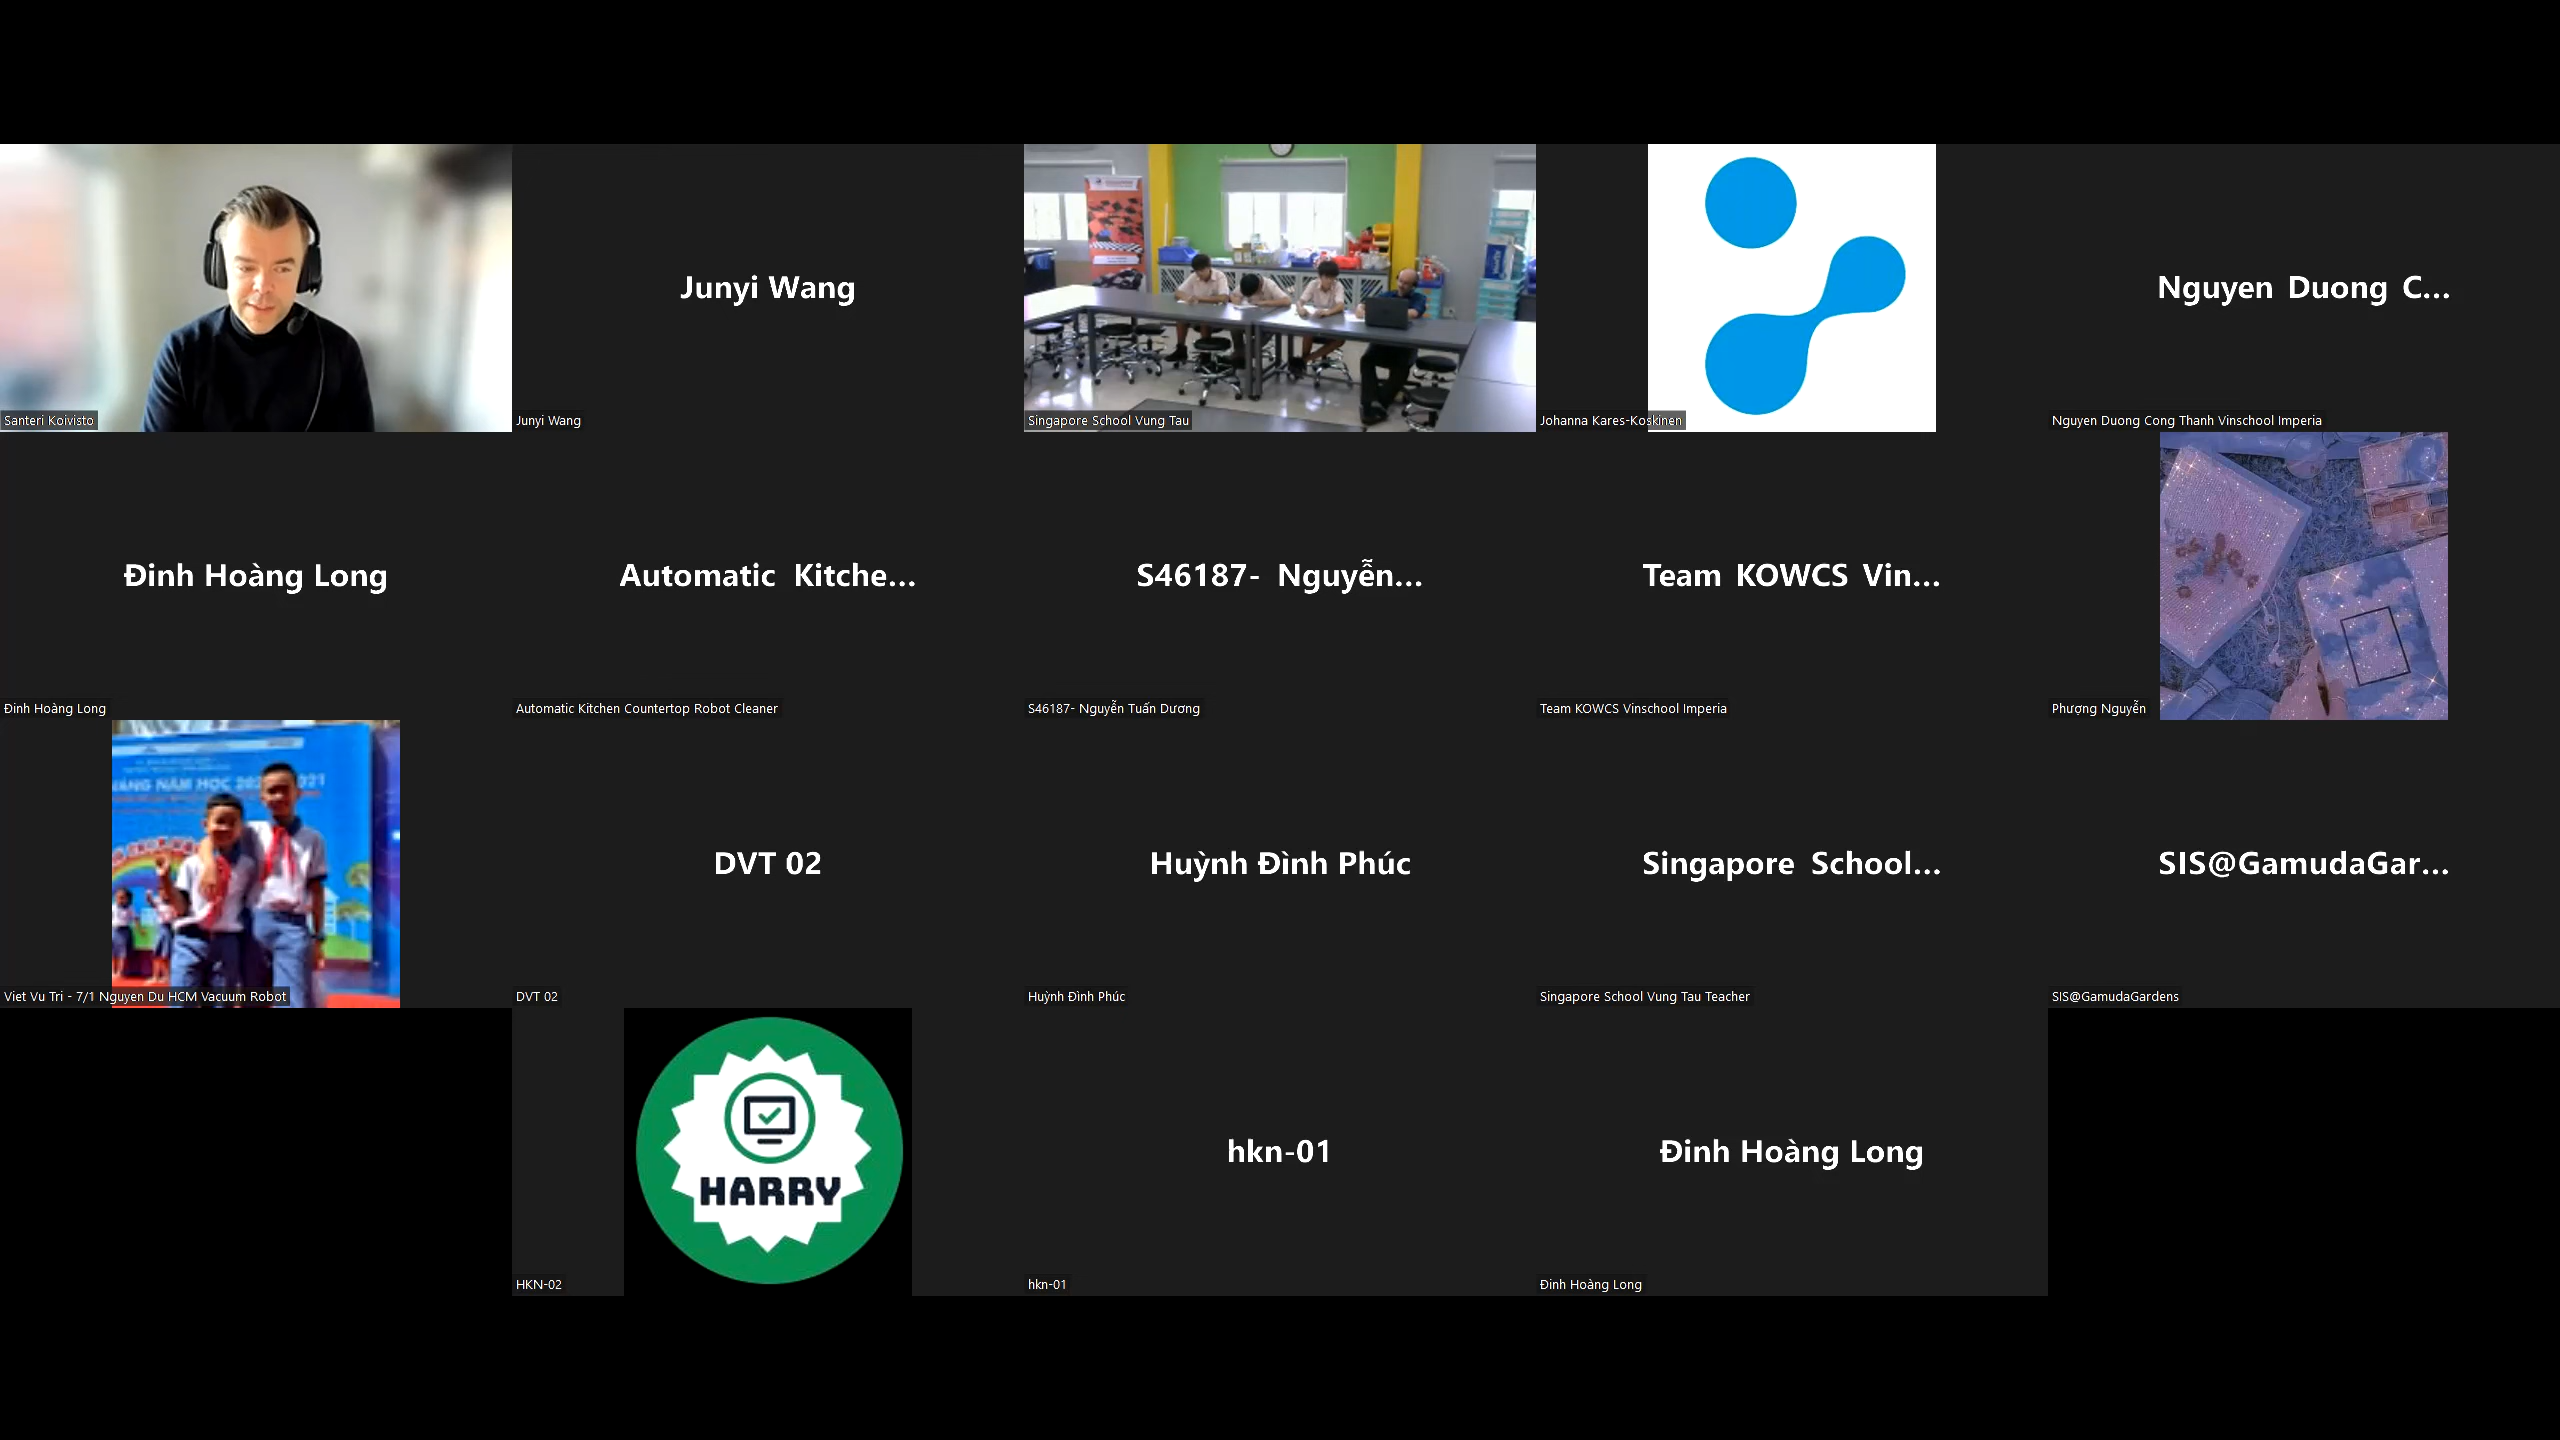 Santeri Koivisto
Junyi Wang
Junyi Wang
Singapore School Vung Tau
Johanna Kares-Koskinen
Nguyen Duong C...
Nguyen Duong Cong Thanh Vinschool Imperia
Đinh Hoàng Long
Đinh Hoàng Long
Automatic Kitche...
Automatic Kitchen Countertop Robot Cleaner
S46187- Nguyễn...
S46187- Nguyễn Tuấn Dương
Team KOWCS Vin...
Team KOWCS Vinschool Imperia
Phượng Nguyễn
NĂM HỌC
Viet Vu Tri - 7/1 Nguyen Du HCM Vacuum Robot
DVT 02
DVT 02
Huỳnh Đình Phúc
Huỳnh Đình Phúc
Singapore School...
Singapore School Vung Tau Teacher
SIS@GamudaGar...
SIS@GamudaGardens
HARRY
HKN-02
hkn-01
hkn-01
Đinh Hoàng Long
Đinh Hoàng Long